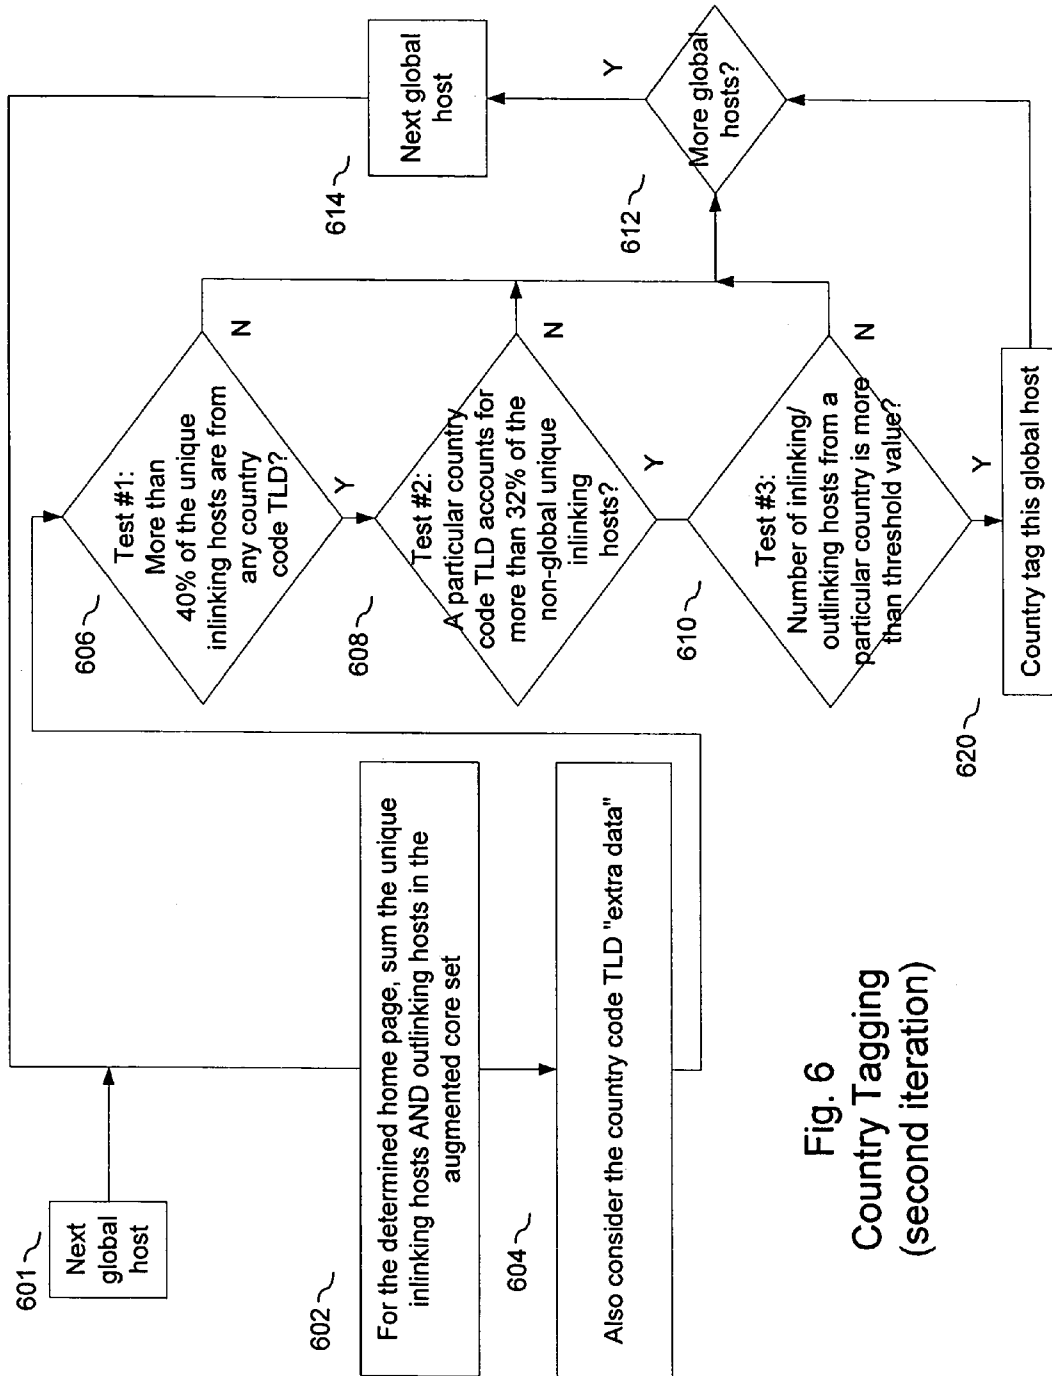 601
Next
global
host
602
For the determined home page, sum the unique
inlinking hosts AND outlinking hosts in the
augmented core set
604
Also consider the country code TLD "extra data"
606
Test #1:
More than
40% of the unique
inlinking hosts are from
any country
code TLD?
N
Y
608
Test #2:
A particular country
code TLD accounts for
more than 32% of the
non-global unique
inlinking
hosts?
N
Y
610
Test #3:
Number of inlinking/
outlinking hosts from a
particular country is more
than threshold value?
N
Y
620
Country tag this global host
612
More global
hosts?
Y
614
Next global
host
Fig. 6
Country Tagging
(second iteration)